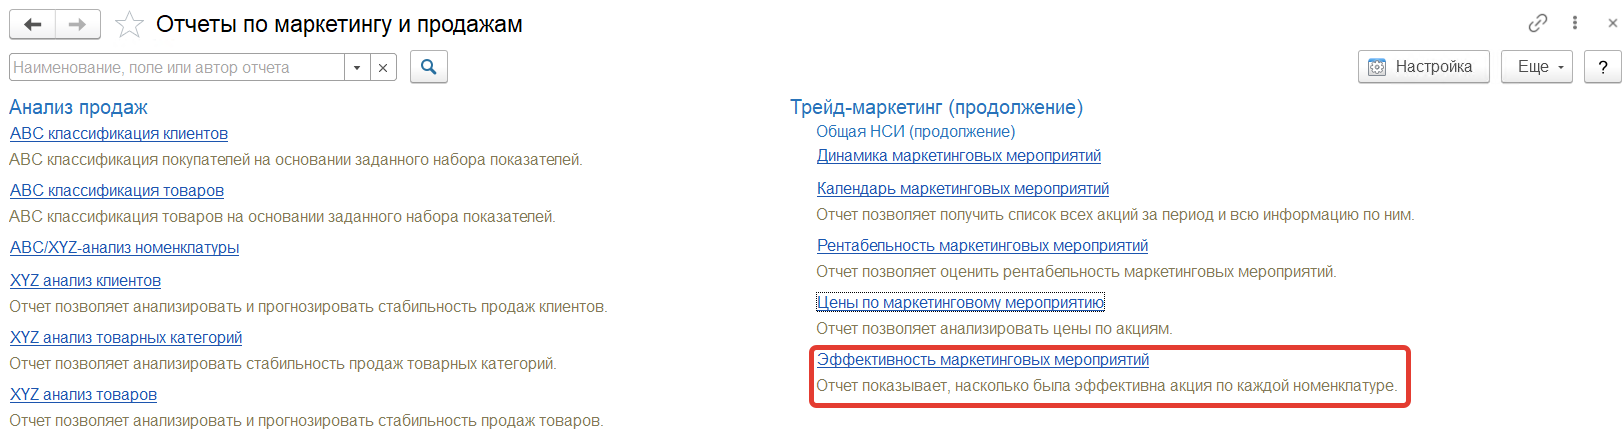 Отчеты по маркетингу и продажам
Наименование, поле или автор отчета
Настройка
Еще
?
Анализ продаж
ABC классификация клиентов
ABC классификация покупателей на основании заданного набора показателей.
ABC классификация товаров
ABC классификация товаров на основании заданного набора показателей.
ABC/XYZ-анализ номенклатуры
XYZ анализ клиентов
Отчет позволяет анализировать и прогнозировать стабильность продаж клиентов.
XYZ анализ товарных категорий
Отчет позволяет анализировать стабильность продаж товарных категорий.
XYZ анализ товаров
Отчет позволяет анализировать и прогнозировать стабильность продаж товаров.
Трейд-маркетинг (продолжение)
Общая НСИ (продолжение)
Динамика маркетинговых мероприятий
Календарь маркетинговых мероприятий
Отчет позволяет получить список всех акций за период и всю информацию по ним.
Рентабельность маркетинговых мероприятий
Отчет позволяет оценить рентабельность маркетинговых мероприятий.
Цены по маркетинговому мероприятию
Отчет позволяет анализировать цены по акциям.
Эффективность маркетинговых мероприятий
Отчет показывает, насколько была эффективна акция по каждой номенклатуре.